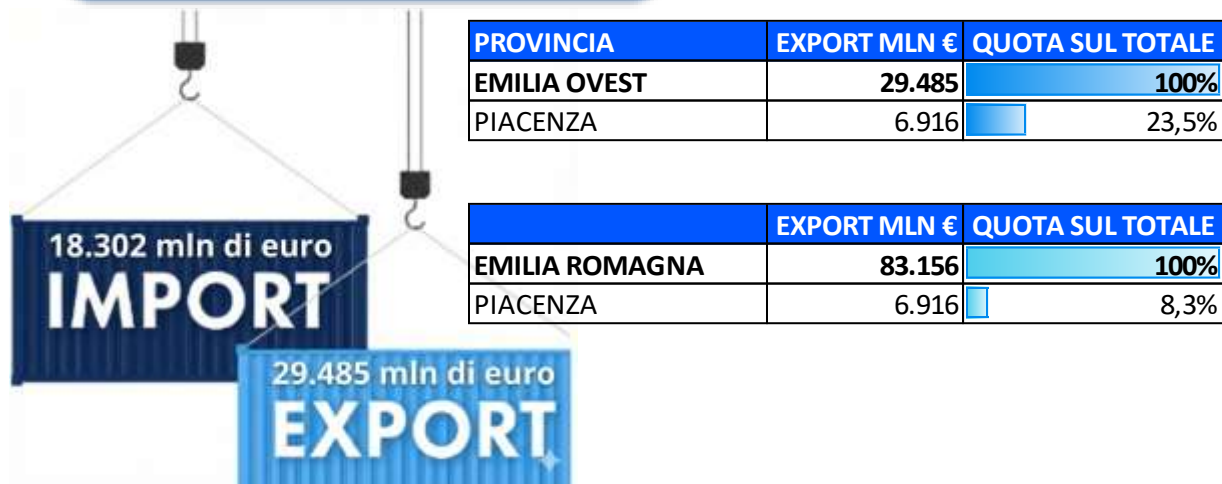 PROVINCIA EXPORT MLN € QUOTA SUL TOTALE
EMILIA OVEST 29.485 100%
PIACENZA 6.916 23,5%
EXPORT MLN € QUOTA SUL TOTALE
EMILIA ROMAGNA 83.156 100%
PIACENZA 6.916 8,3%
18.302 mln di euro
IMPORT
29.485 mln di euro
EXPORT